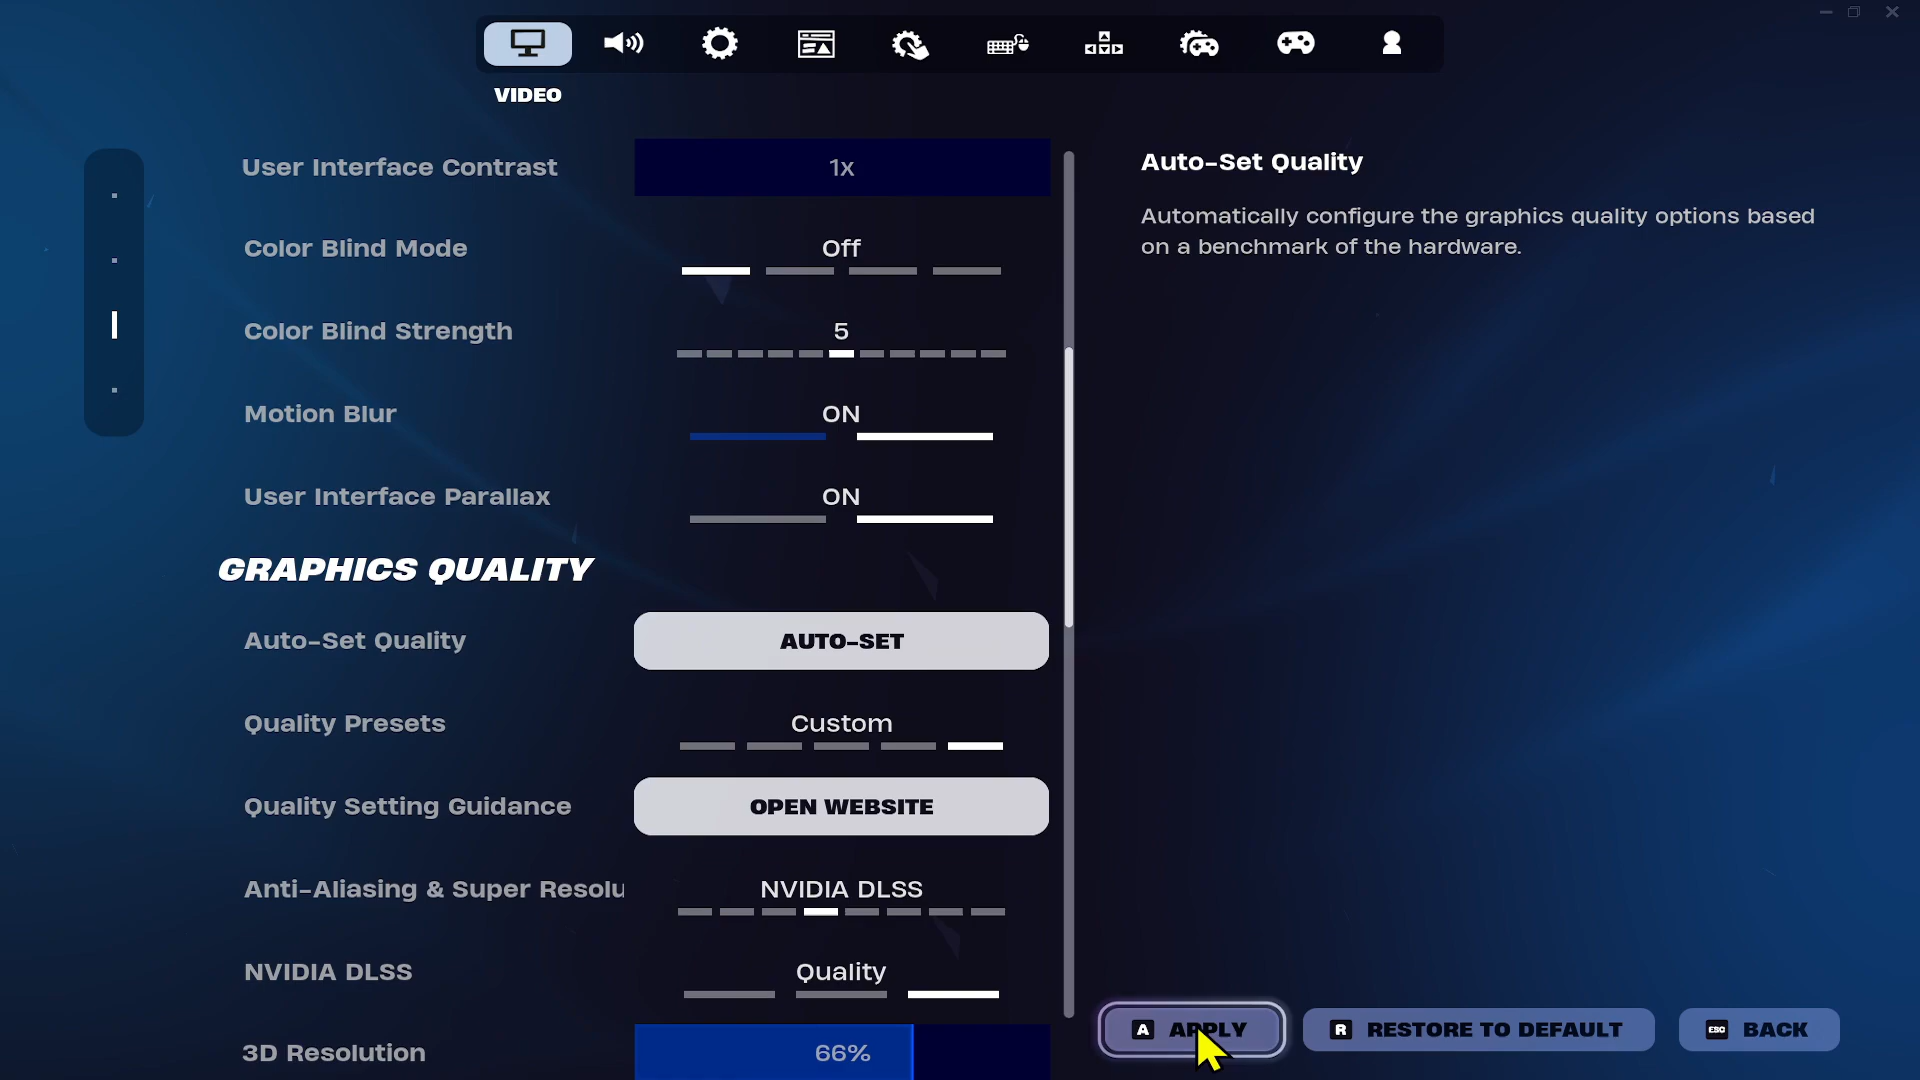 VIDEO
User Interface Contrast
1x
Color Blind Mode
Off
Color Blind Strength
5
Motion Blur
ON
User Interface Parallax
ON
GRAPHICS QUALITY
Auto-Set Quality
AUTO-SET
Quality Presets
Custom
Quality Setting Guidance
OPEN WEBSITE
Anti-Aliasing & Super Resolu
NVIDIA DLSS
NVIDIA DLSS
Quality
3D Resolution
66%
Auto-Set Quality
Automatically configure the graphics quality options based
on a benchmark of the hardware.
A APPLY
R RESTORE TO DEFAULT
ESC BACK